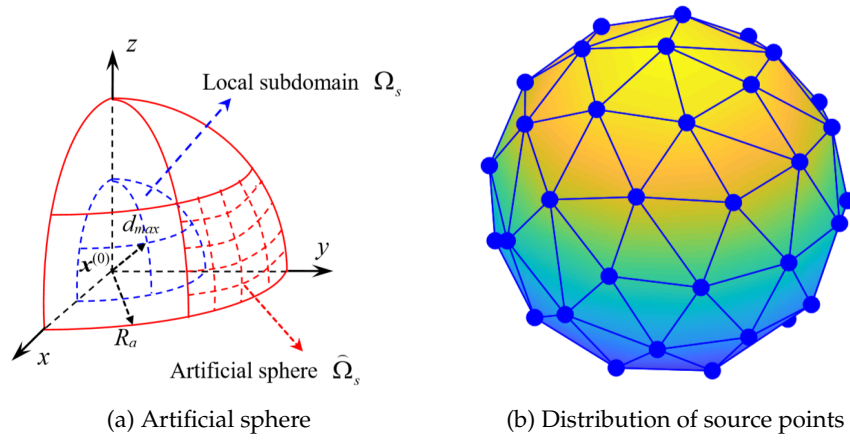 z
Local subdomain Ω_s
d_max
y
x^(0)
R_a
x
Artificial sphere Ω̂_s
(a) Artificial sphere
(b) Distribution of source points